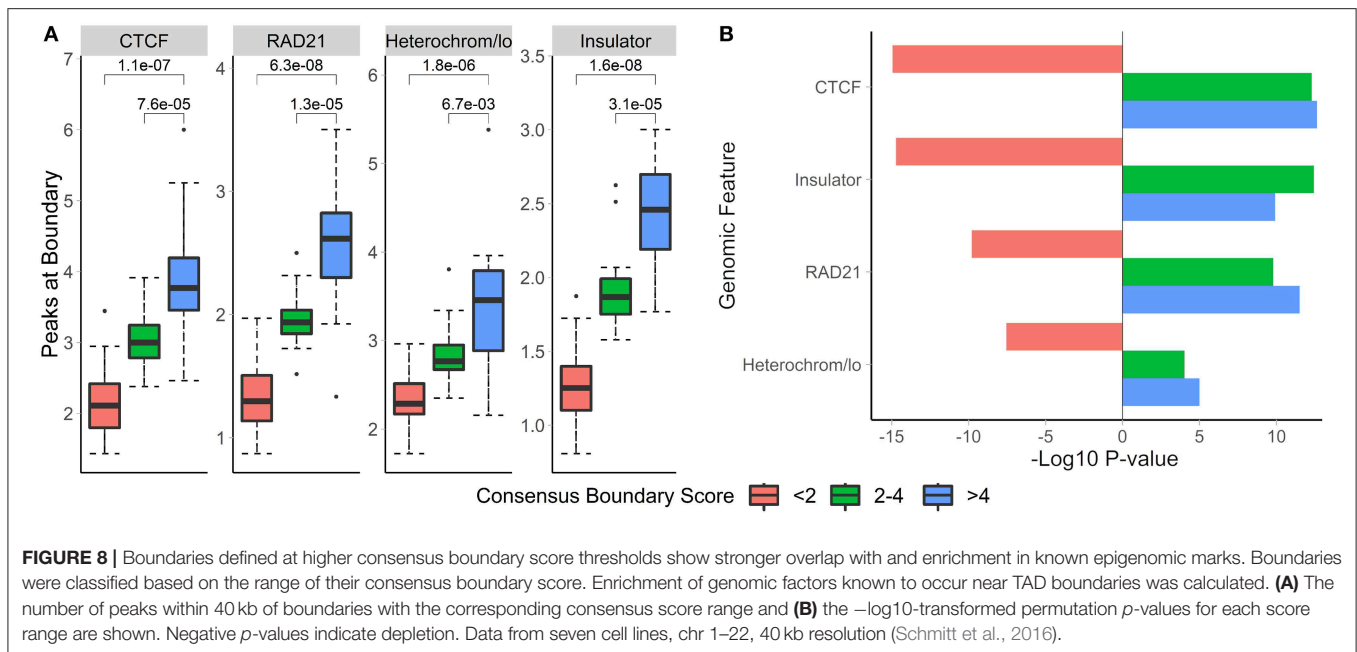 A
B
CTCF
RAD21
Heterochrom/lo
Insulator
Peaks at Boundary
7
6
5
4
3
2
1.1e-07
7.6e-05
4
3
2
1
6.3e-08
1.3e-05
6
5
4
3
2
1.8e-06
6.7e-03
3.5
3.0
2.5
2.0
1.5
1.0
1.6e-08
3.1e-05
Genomic Feature
CTCF
Insulator
RAD21
Heterochrom/lo
-15 -10 -5 0 5 10
-Log10 P-value
Consensus Boundary Score <2 2-4 >4
FIGURE 8 | Boundaries defined at higher consensus boundary score thresholds show stronger overlap with and enrichment in known epigenomic marks. Boundaries
were classified based on the range of their consensus boundary score. Enrichment of genomic factors known to occur near TAD boundaries was calculated. (A) The
number of peaks within 40 kb of boundaries with the corresponding consensus score range and (B) the −log10-transformed permutation p-values for each score
range are shown. Negative p-values indicate depletion. Data from seven cell lines, chr 1–22, 40 kb resolution (Schmitt et al., 2016).